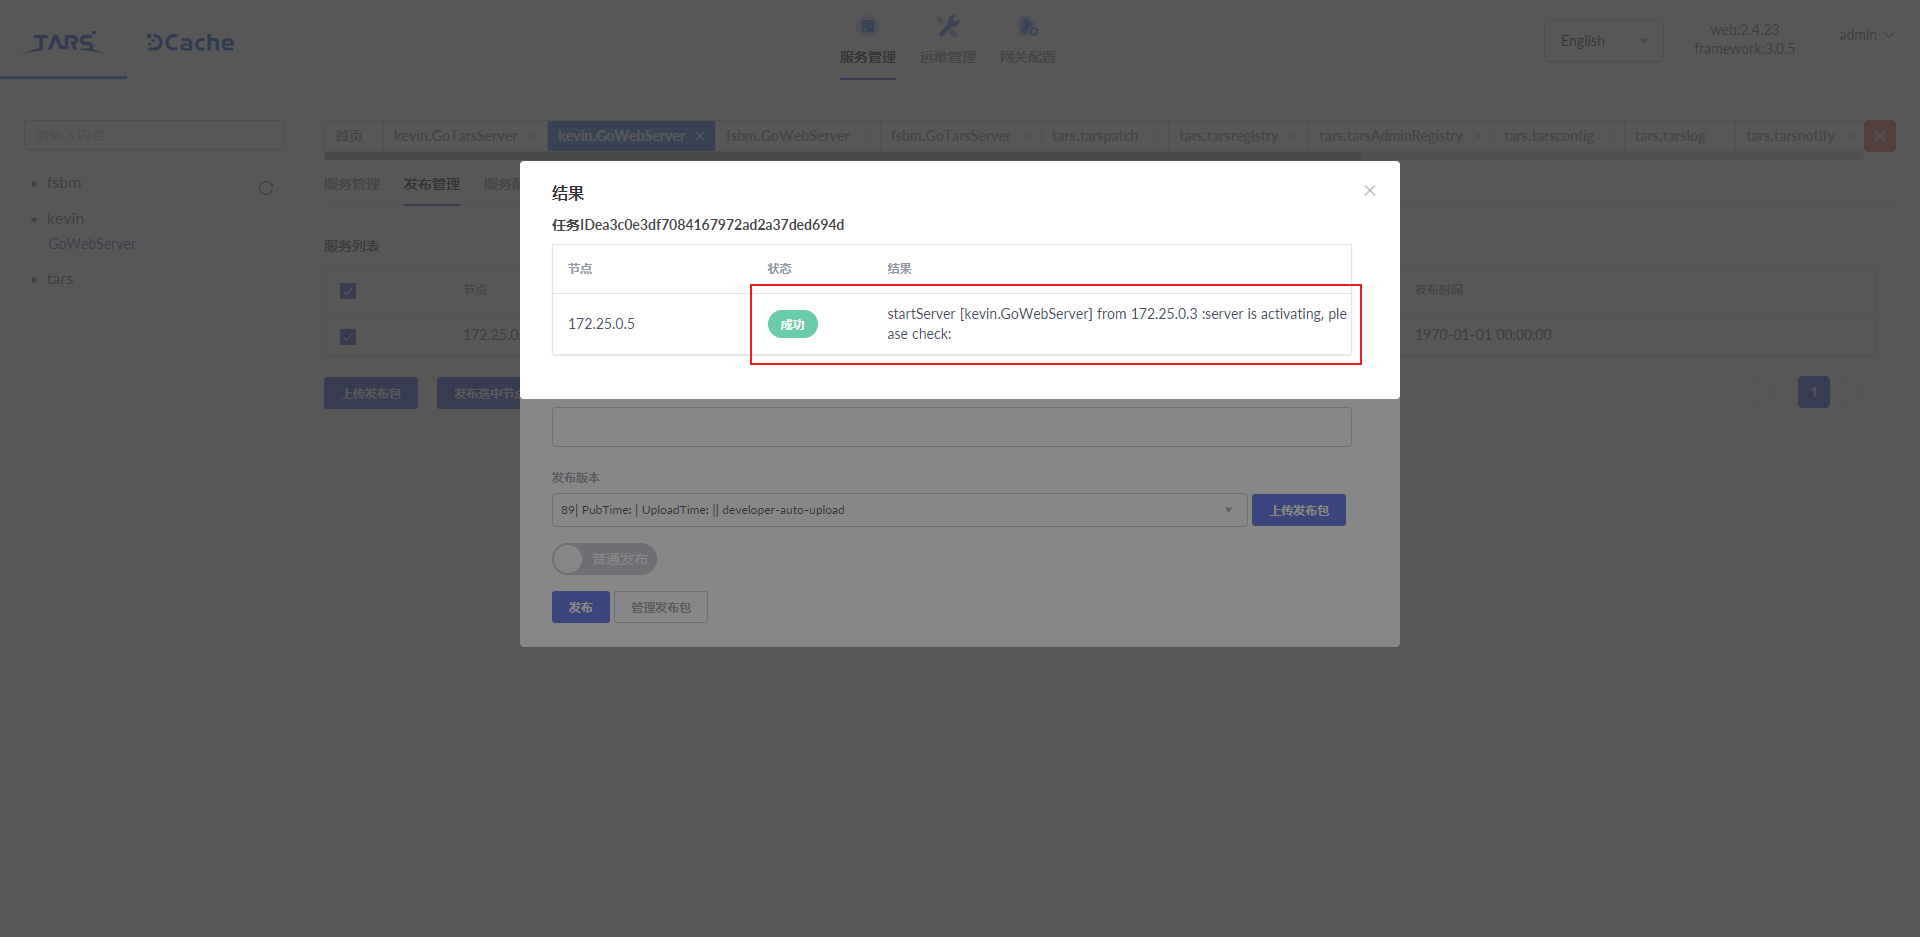 TARS
DCache
服务管理
运维管理
网关配置
English
web:2.4.23
framework:3.0.5
admin
请输入内容
首页
kevin.GoTarsServer
kevin.GoWebServer
fsbm.GoWebServer
fsbm.GoTarsServer
tars.tarspatch
tars.tarsregistry
tars.tarsAdminRegistry
tars.tarsconfig
tars.tarslog
tars.tarsnotify
fsbm
kevin
GoWebServer
tars
服务管理
发布管理
服务配
服务列表
节点
发布时间
172.25.0.
1970-01-01 00:00:00
上传发布包
发布选中节点
1
结果
任务IDea3c0e3df7084167972ad2a37ded694d
节点
状态
结果
172.25.0.5
成功
startServer [kevin.GoWebServer] from 172.25.0.3 :server is activating, ple
ase check:
发布版本
89| PubTime: | UploadTime: || developer-auto-upload
上传发布包
普通发布
发布
管理发布包